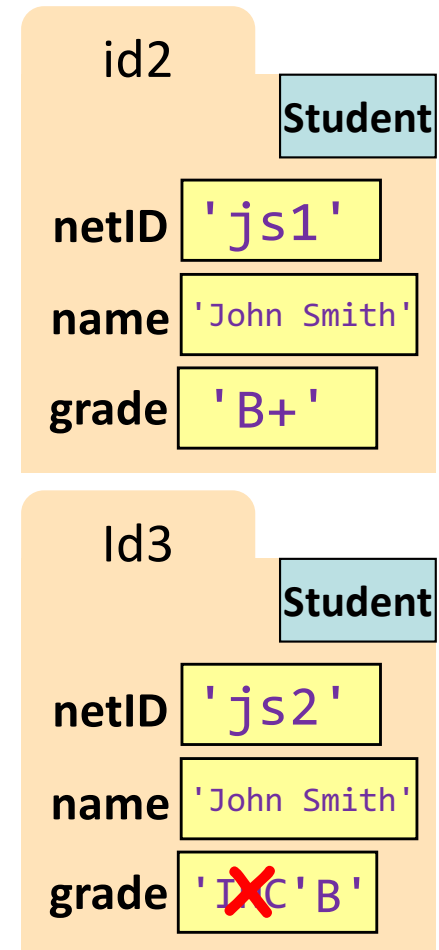 id2
Student
netID 'js1'
name 'John Smith'
grade 'B+'
Id3
Student
netID 'js2'
name 'John Smith'
grade 'B'